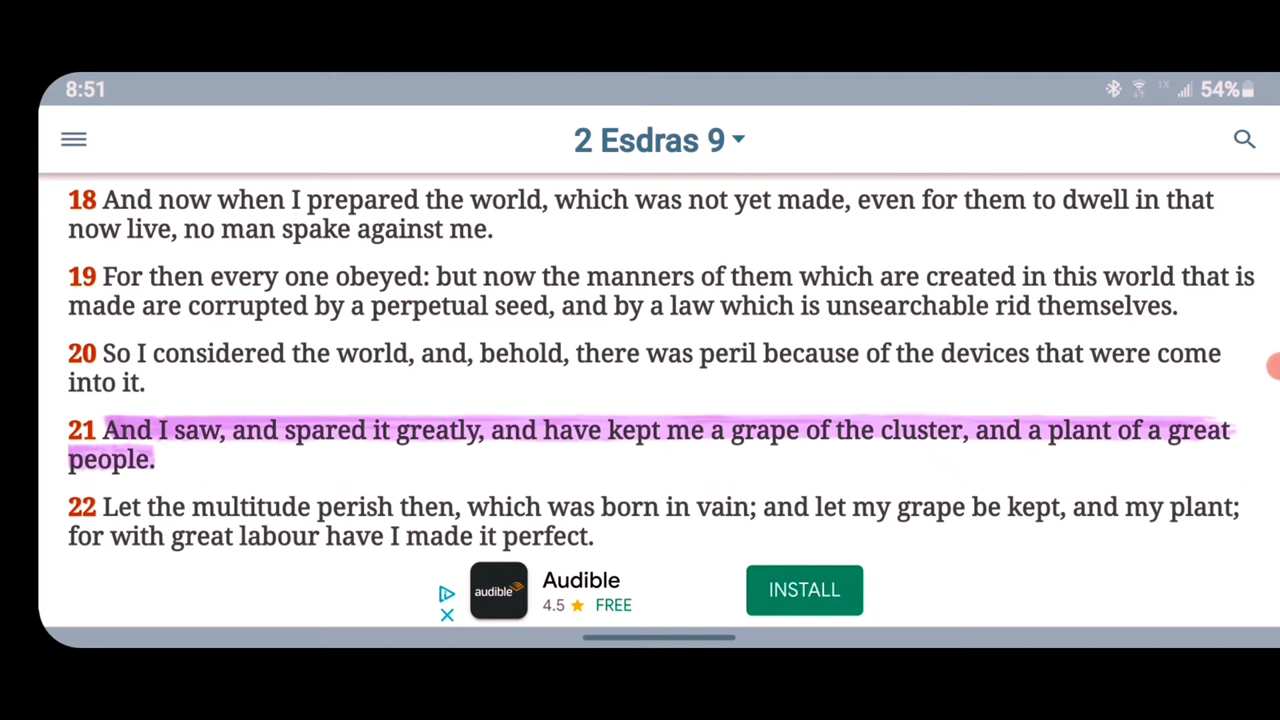 8:51
1X
54%
2 Esdras 9
18 And now when I prepared the world, which was not yet made, even for them to dwell in that
now live, no man spake against me.
19 For then every one obeyed: but now the manners of them which are created in this world that is
made are corrupted by a perpetual seed, and by a law which is unsearchable rid themselves.
20 So I considered the world, and, behold, there was peril because of the devices that were come
into it.
21 And I saw, and spared it greatly, and have kept me a grape of the cluster, and a plant of a great
people.
22 Let the multitude perish then, which was born in vain; and let my grape be kept, and my plant;
for with great labour have I made it perfect.
audible
Audible
4.5 ★ FREE
INSTALL